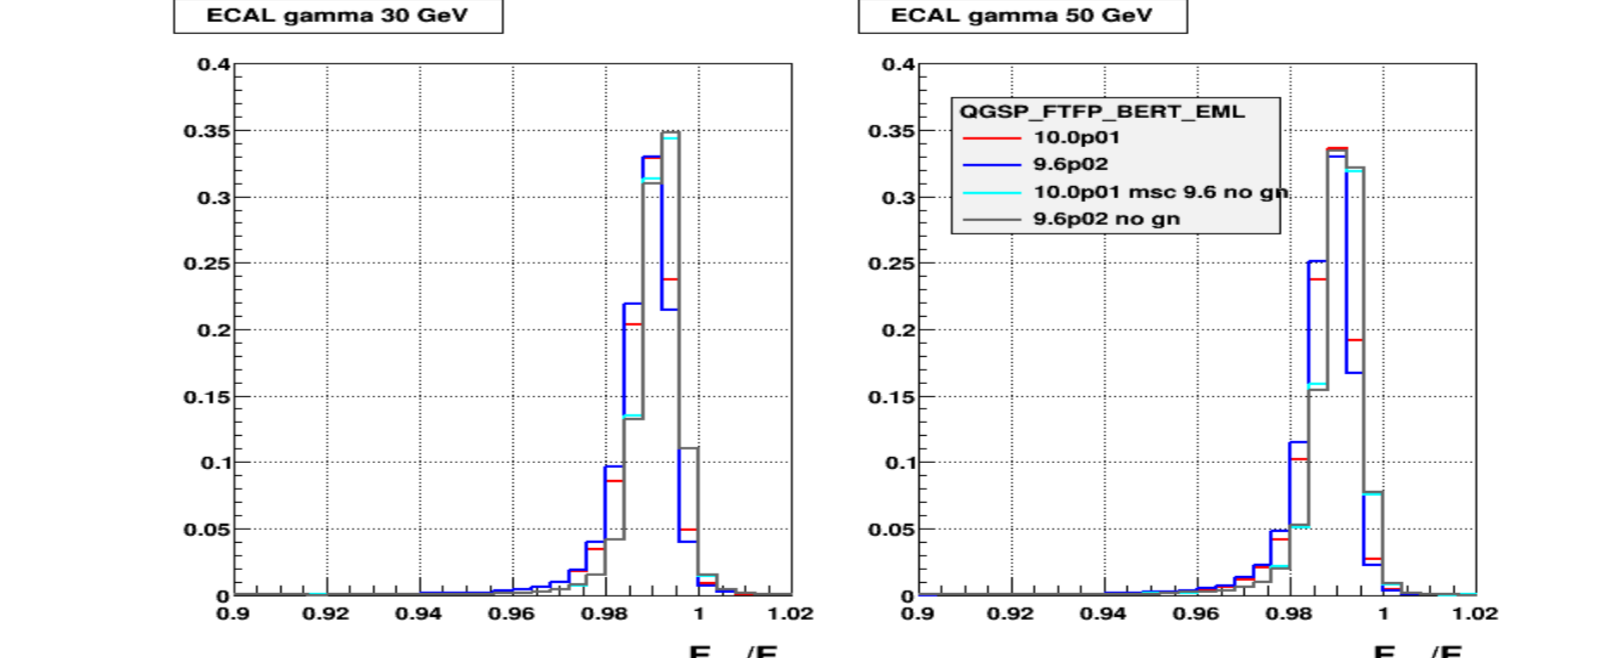 ECAL gamma 30 GeV
0.4
0.35
0.3
0.25
0.2
0.15
0.1
0.05
0
0.9 0.92 0.94 0.96 0.98 1 1.02
ECAL gamma 50 GeV
0.4
0.35
0.3
0.25
0.2
0.15
0.1
0.05
0
QGSP_FTFP_BERT_EML
10.0p01
9.6p02
10.0p01 msc 9.6 no gn
9.6p02 no gn
0.9 0.92 0.94 0.96 0.98 1 1.02